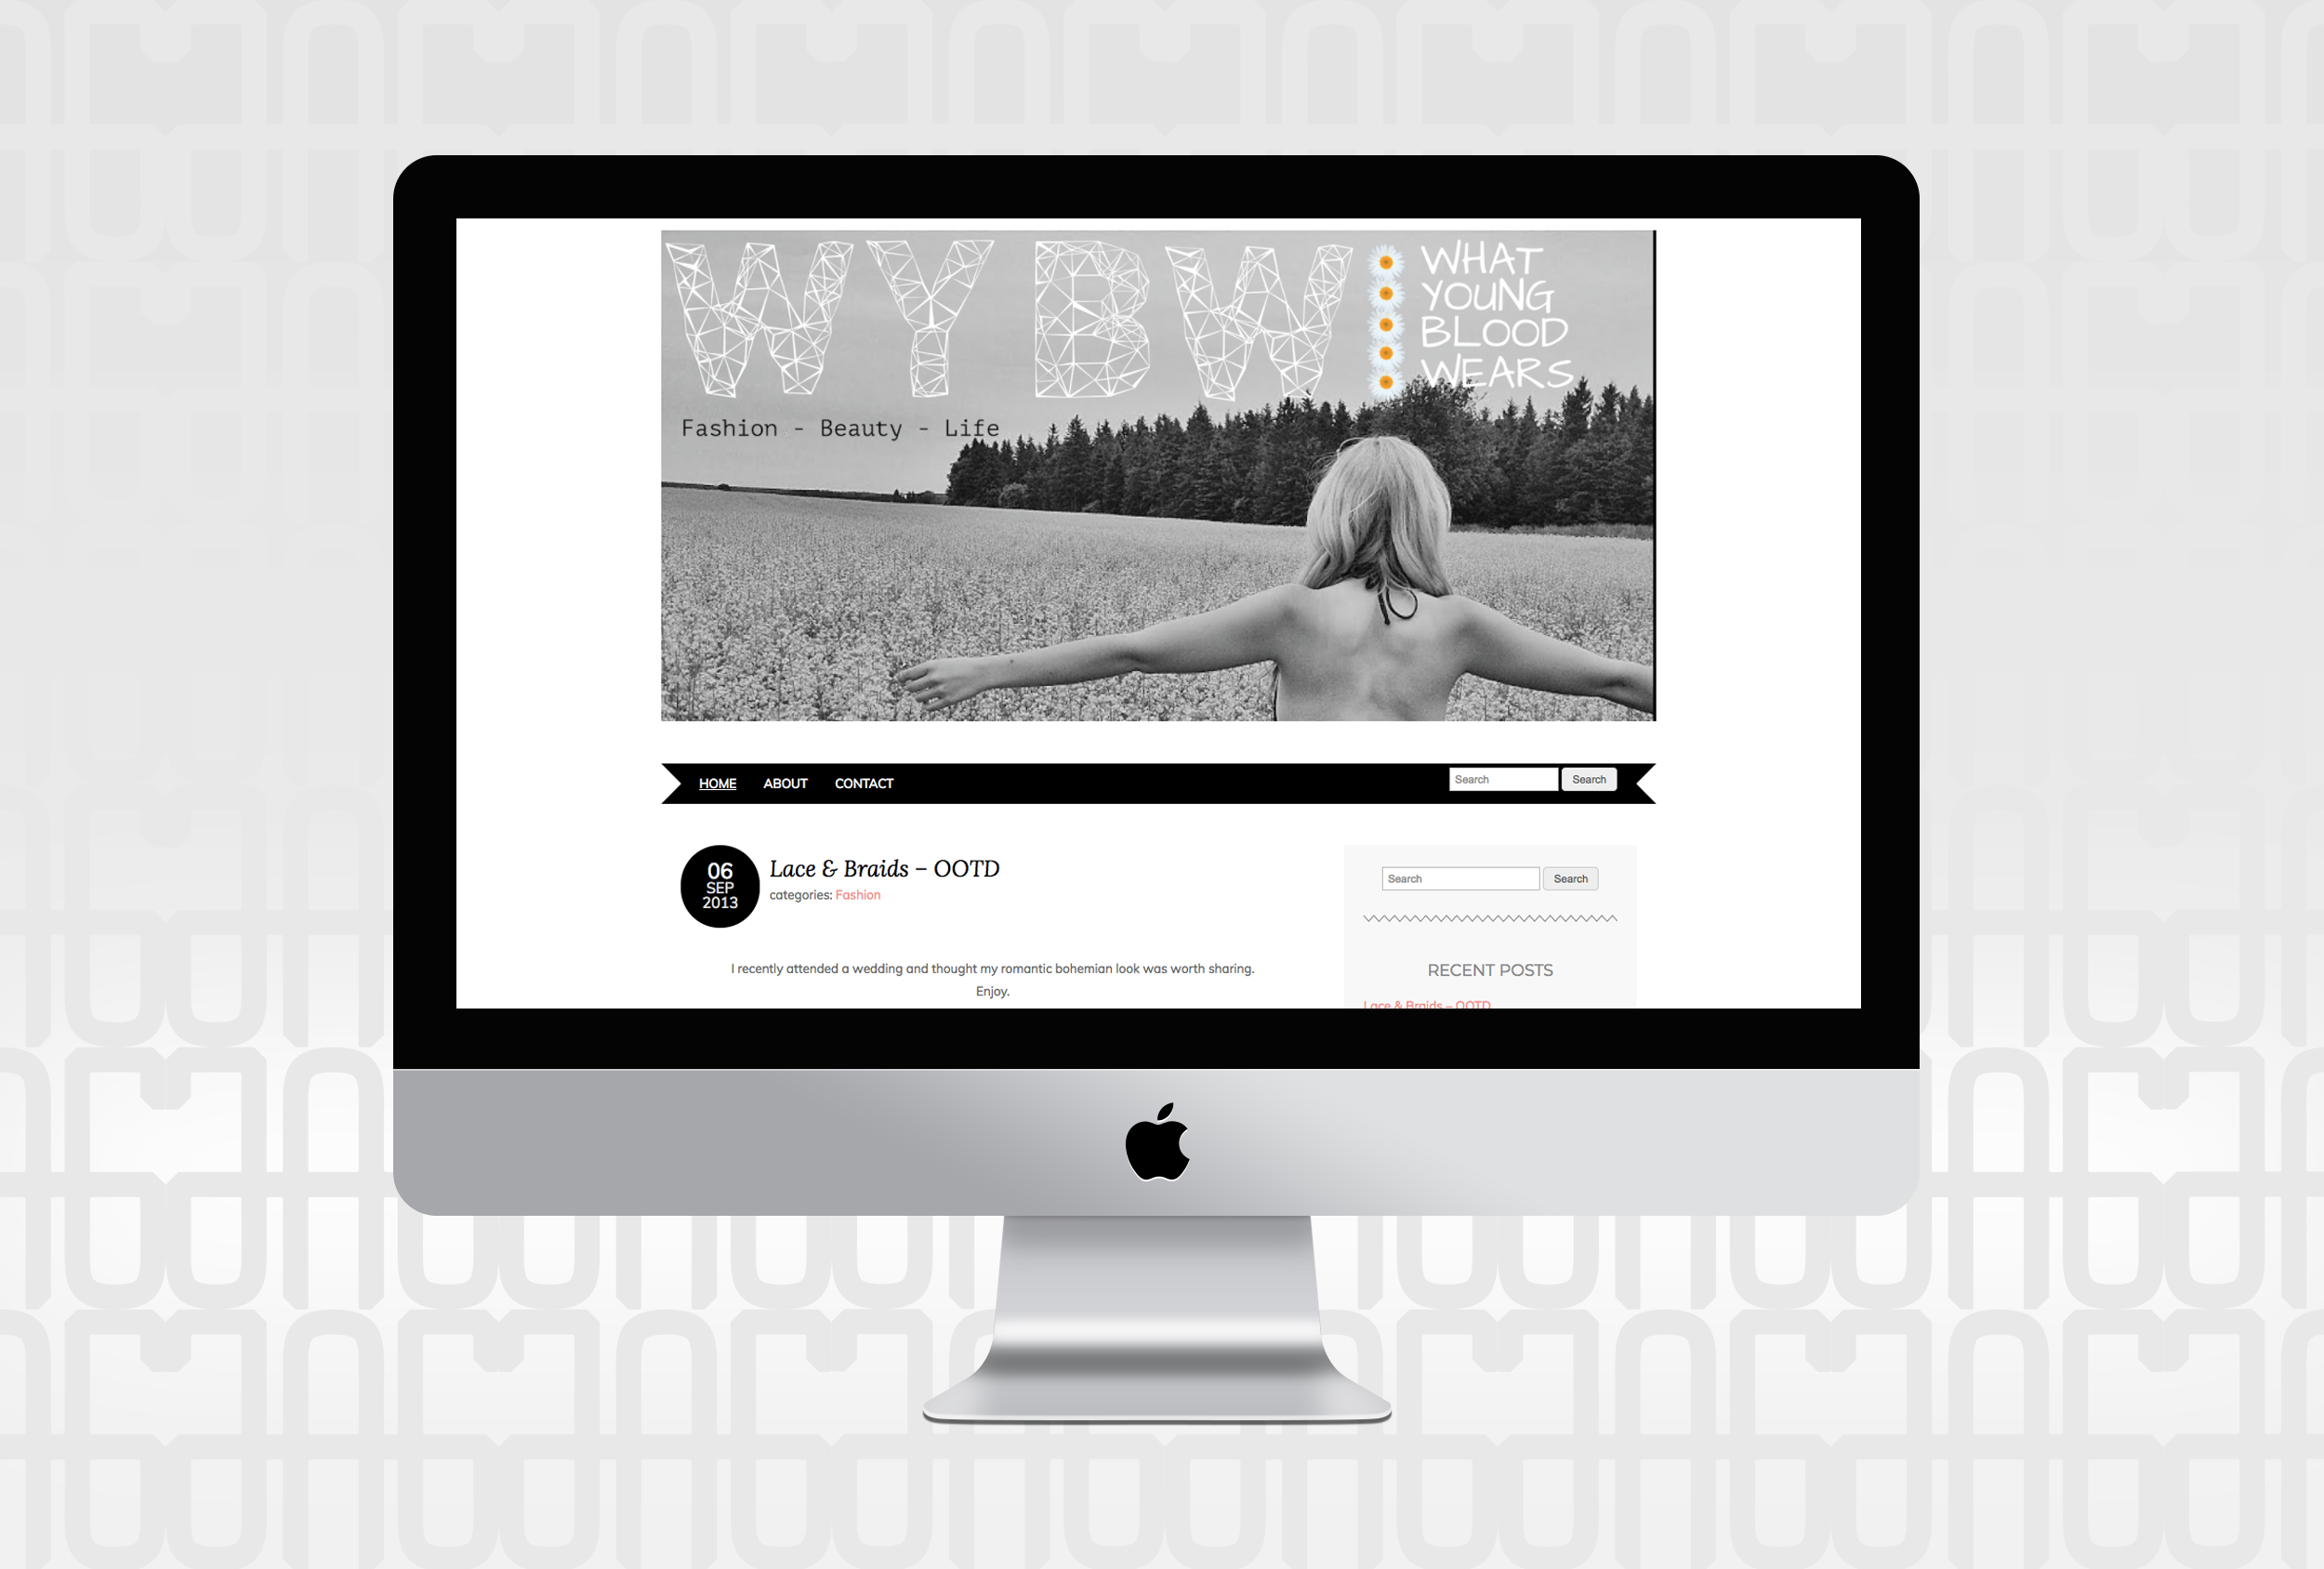 WYBW
WHAT
YOUNG
BLOOD
WEARS
Fashion - Beauty - Life
HOME ABOUT CONTACT Search Search
06
SEP
2013
Lace & Braids – OOTD
categories: Fashion
I recently attended a wedding and thought my romantic bohemian look was worth sharing.
Enjoy.
Search Search
RECENT POSTS
Lace & Braids – OOTD